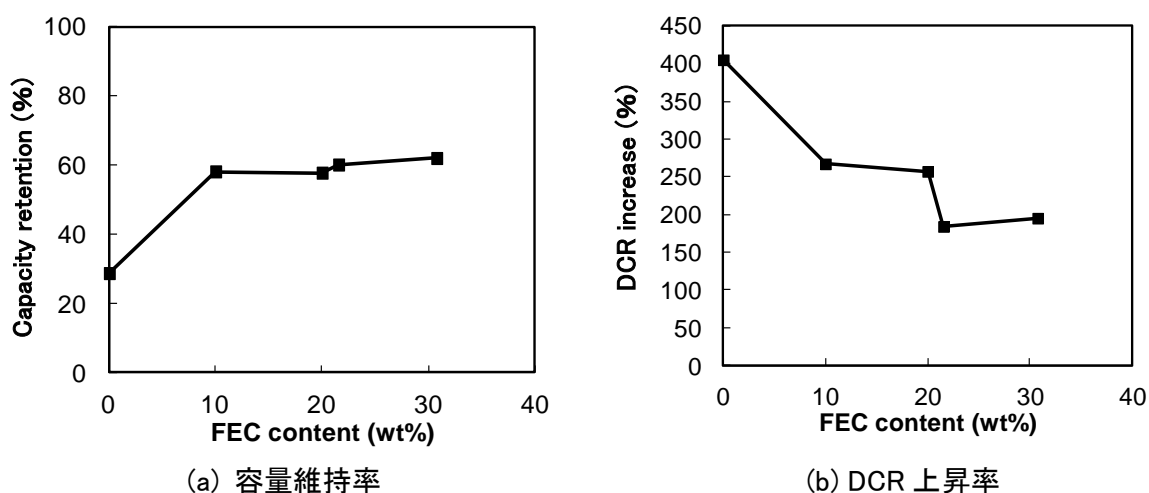 100
80
60
40
20
0
Capacity retention (%)
0 10 20 30 40
FEC content (wt%)
(a) 容量維持率
450
400
350
300
250
200
150
100
50
0
DCR increase (%)
0 10 20 30 40
FEC content (wt%)
(b) DCR 上昇率